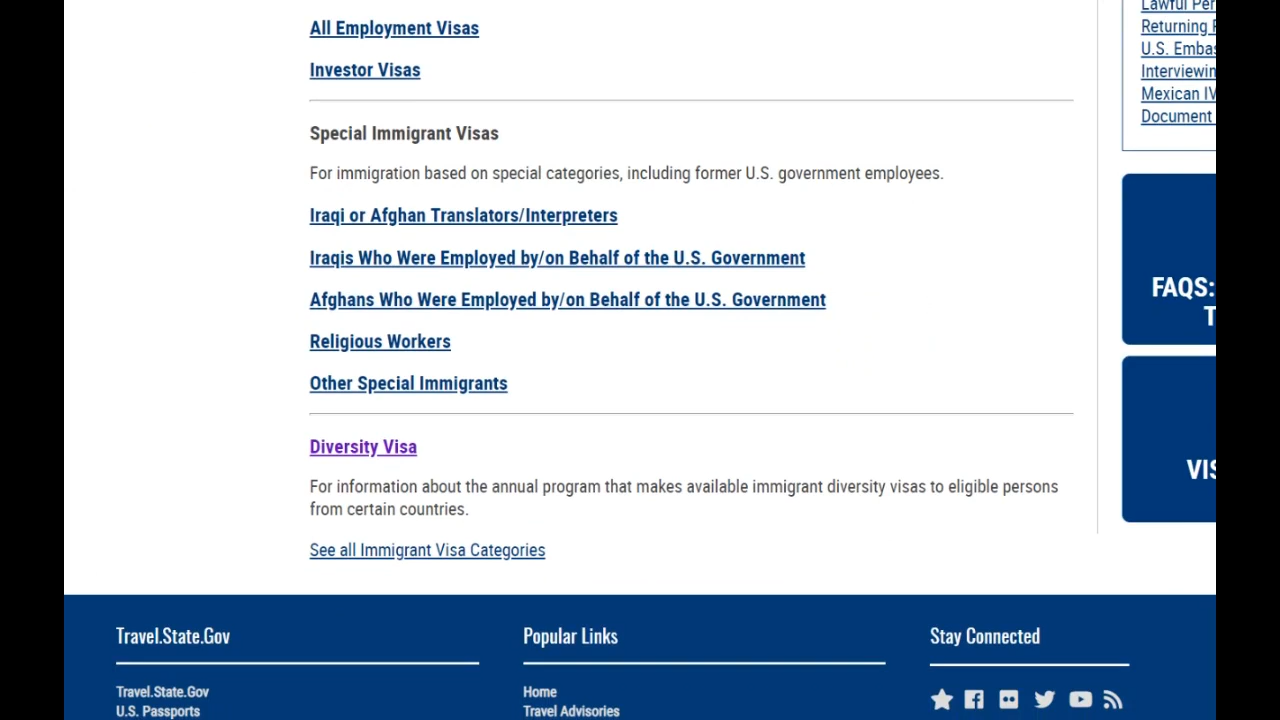 All Employment Visas
Investor Visas
Special Immigrant Visas
For immigration based on special categories, including former U.S. government employees.
Iraqi or Afghan Translators/Interpreters
Iraqis Who Were Employed by/on Behalf of the U.S. Government
Afghans Who Were Employed by/on Behalf of the U.S. Government
Religious Workers
Other Special Immigrants
Diversity Visa
For information about the annual program that makes available immigrant diversity visas to eligible persons
from certain countries.
See all Immigrant Visa Categories
Lawful Per
Returning
U.S. Embas
Interviewin
Mexican IV
Document
FAQS:
T
VIS
Travel.State.Gov
Travel.State.Gov
U.S. Passports
Popular Links
Home
Travel Advisories
Stay Connected